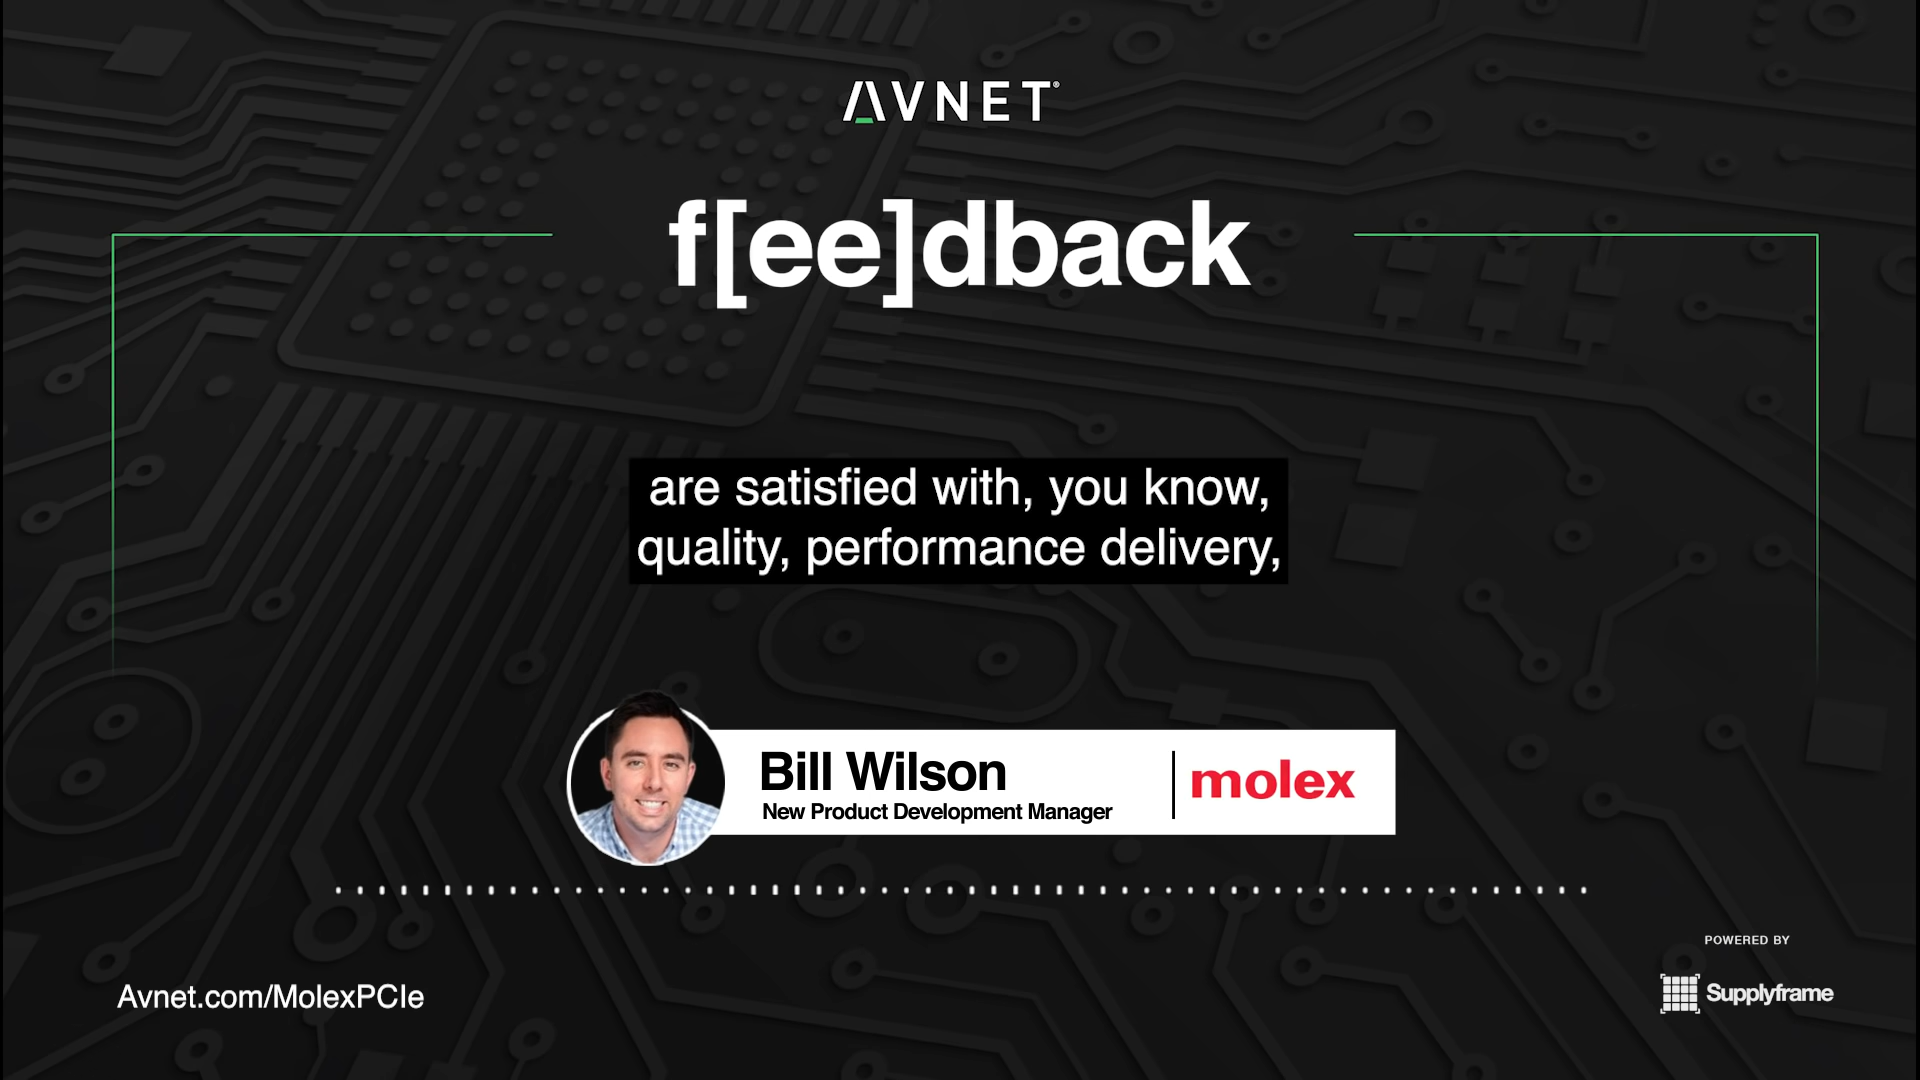 AVNET®
f[ee]dback
are satisfied with, you know,
quality, performance delivery,
Bill Wilson
New Product Development Manager
molex
POWERED BY
Supplyframe
Avnet.com/MolexPCIe